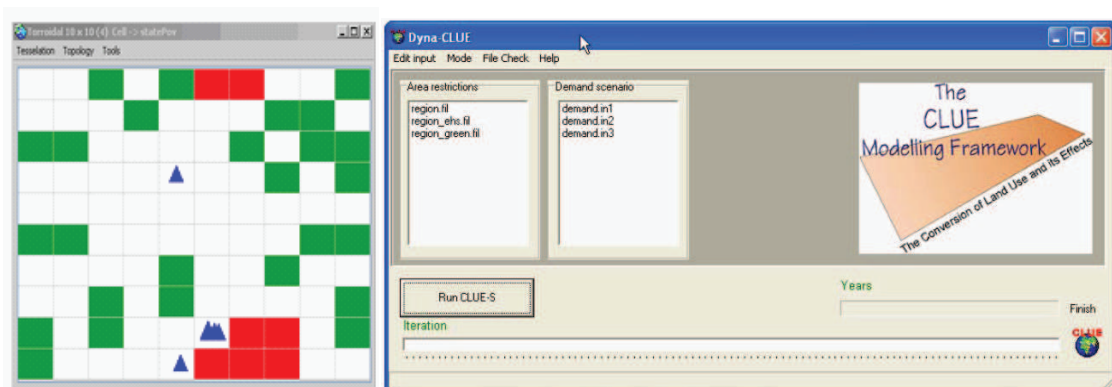 Torroidal 10 x 10 (4) Cell -> statePov
Tesselation Topology Tools
Dyna-CLUE
Edit input Mode File Check Help
Area restrictions
region.fil
region_ehs.fil
region_green.fil
Demand scenario
demand.in1
demand.in2
demand.in3
The
CLUE
Modelling Framework
The Conversion of Land Use and its Effects
Run CLUE-S
Years
Finish
Iteration
CLUE